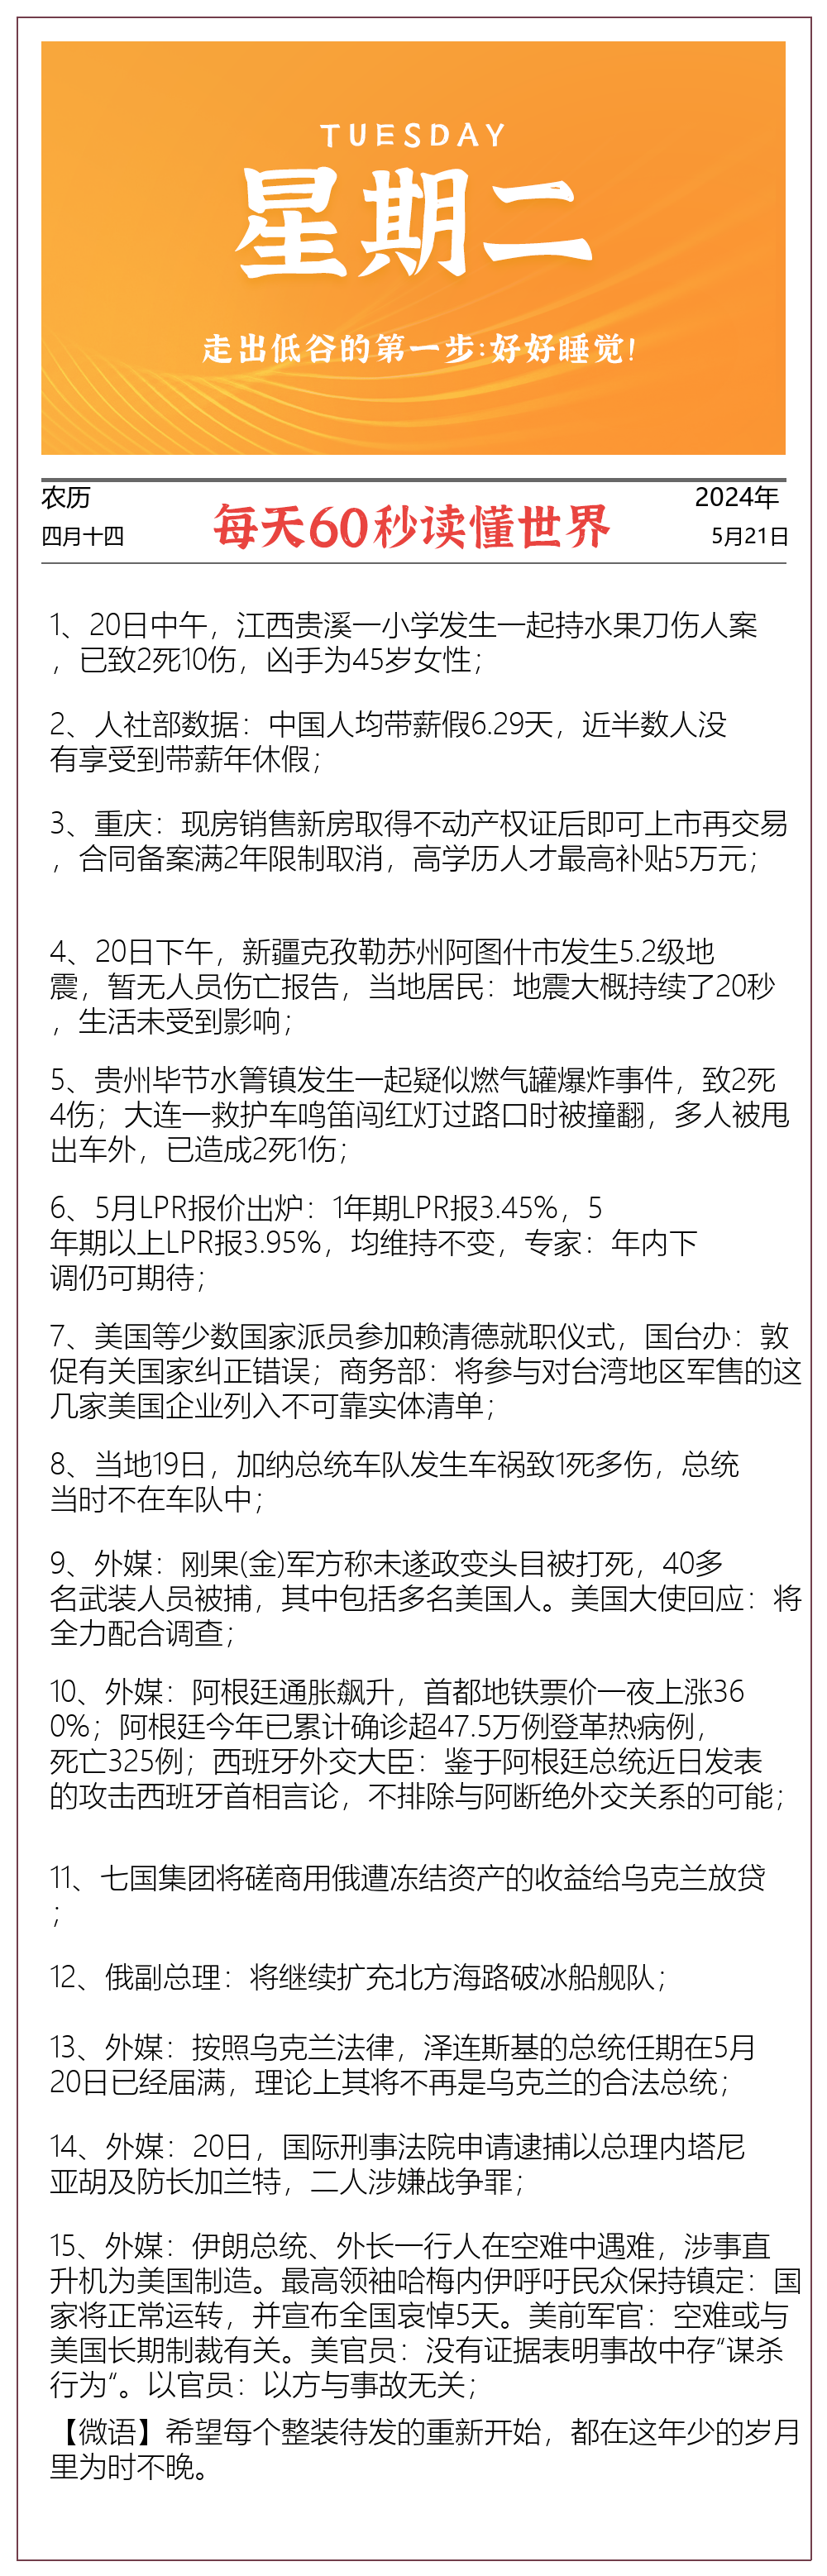 TUESDAY
星期二
走出低谷的第一步:好好睡觉!
农历
2024年
每天60秒读懂世界
四月十四
5月21日
1、20日中午，江西贵溪一小学发生一起持水果刀伤人案
，已致2死10伤，凶手为45岁女性；
2、人社部数据：中国人均带薪假6.29天，近半数人没
有享受到带薪年休假；
3、重庆：现房销售新房取得不动产权证后即可上市再交易
，合同备案满2年限制取消，高学历人才最高补贴5万元；
4、20日下午，新疆克孜勒苏州阿图什市发生5.2级地
震，暂无人员伤亡报告，当地居民：地震大概持续了20秒
，生活未受到影响；
5、贵州毕节水箐镇发生一起疑似燃气罐爆炸事件，致2死
4伤；大连一救护车鸣笛闯红灯过路口时被撞翻，多人被甩
出车外，已造成2死1伤；
6、5月LPR报价出炉：1年期LPR报3.45%，5
年期以上LPR报3.95%，均维持不变，专家：年内下
调仍可期待；
7、美国等少数国家派员参加赖清德就职仪式，国台办：敦
促有关国家纠正错误；商务部：将参与对台湾地区军售的这
几家美国企业列入不可靠实体清单；
8、当地19日，加纳总统车队发生车祸致1死多伤，总统
当时不在车队中；
9、外媒：刚果(金)军方称未遂政变头目被打死，40多
名武装人员被捕，其中包括多名美国人。美国大使回应：将
全力配合调查；
10、外媒：阿根廷通胀飙升，首都地铁票价一夜上涨36
0%；阿根廷今年已累计确诊超47.5万例登革热病例，
死亡325例；西班牙外交大臣：鉴于阿根廷总统近日发表
的攻击西班牙首相言论，不排除与阿断绝外交关系的可能；
11、七国集团将磋商用俄遭冻结资产的收益给乌克兰放贷
；
12、俄副总理：将继续扩充北方海路破冰船舰队；
13、外媒：按照乌克兰法律，泽连斯基的总统任期在5月
20日已经届满，理论上其将不再是乌克兰的合法总统；
14、外媒：20日，国际刑事法院申请逮捕以总理内塔尼
亚胡及防长加兰特，二人涉嫌战争罪；
15、外媒：伊朗总统、外长一行人在空难中遇难，涉事直
升机为美国制造。最高领袖哈梅内伊呼吁民众保持镇定：国
家将正常运转，并宣布全国哀悼5天。美前军官：空难或与
美国长期制裁有关。美官员：没有证据表明事故中存“谋杀
行为“。以官员：以方与事故无关；
【微语】希望每个整装待发的重新开始，都在这年少的岁月
里为时不晚。